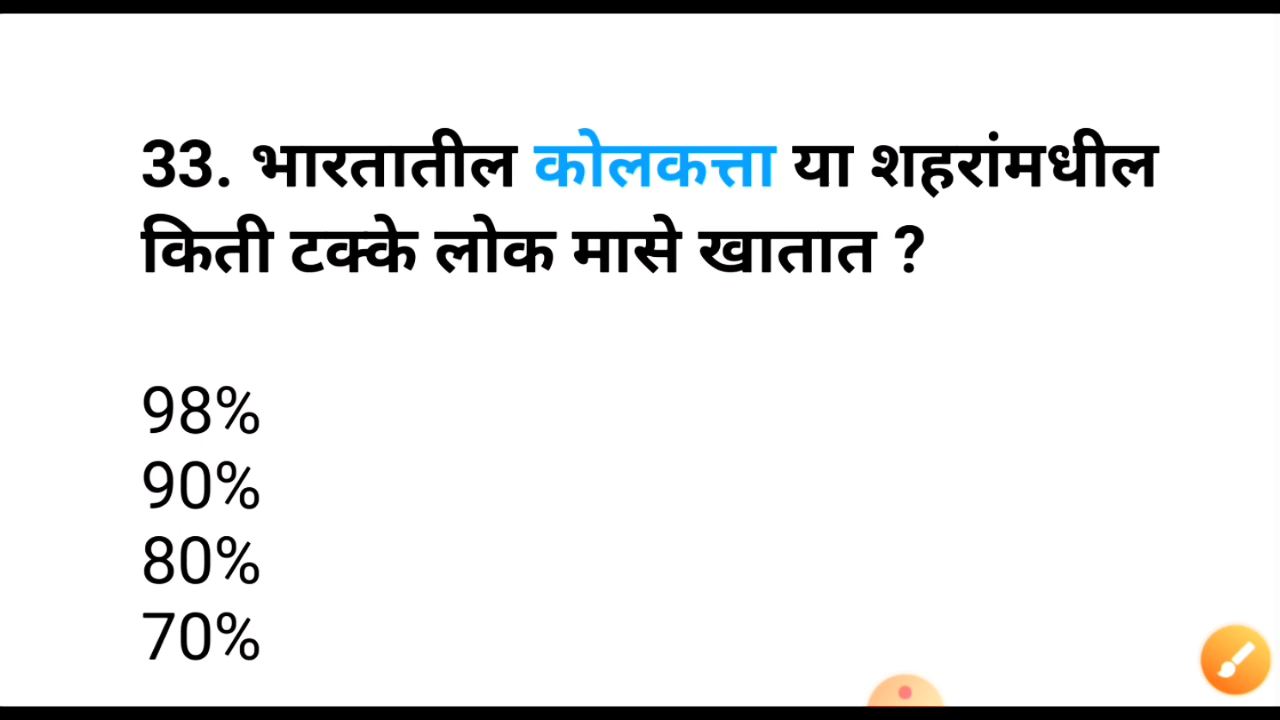 33. भारतातील कोलकत्ता या शहरांमधील
किती टक्के लोक मासे खातात ?
98%
90%
80%
70%